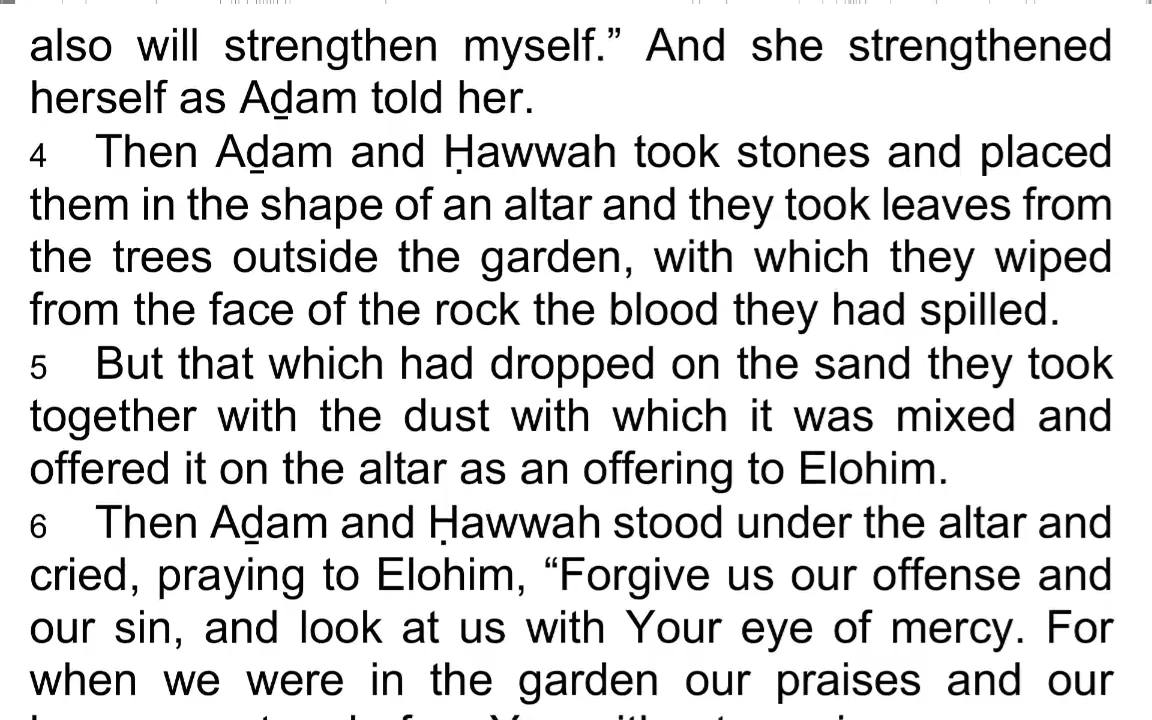 also will strengthen myself.” And she strengthened
herself as Aḏam told her.
4 Then Aḏam and Ḥawwah took stones and placed
them in the shape of an altar and they took leaves from
the trees outside the garden, with which they wiped
from the face of the rock the blood they had spilled.
5 But that which had dropped on the sand they took
together with the dust with which it was mixed and
offered it on the altar as an offering to Elohim.
6 Then Aḏam and Ḥawwah stood under the altar and
cried, praying to Elohim, “Forgive us our offense and
our sin, and look at us with Your eye of mercy. For
when we were in the garden our praises and our